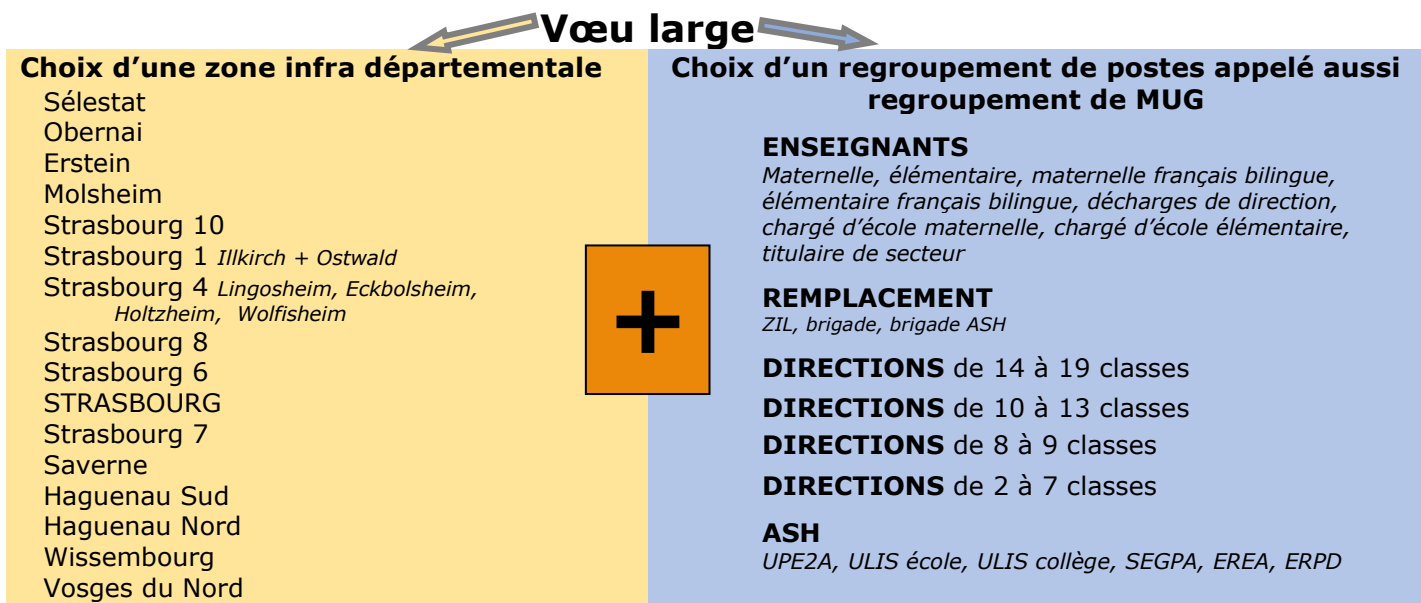 Vœu large
Choix d'une zone infra départementale
Sélestat
Obernai
Erstein
Molsheim
Strasbourg 10
Strasbourg 1 Illkirch + Ostwald
Strasbourg 4 Lingosheim, Eckbolsheim,
Holtzheim, Wolfisheim
Strasbourg 8
Strasbourg 6
STRASBOURG
Strasbourg 7
Saverne
Haguenau Sud
Haguenau Nord
Wissembourg
Vosges du Nord
+
Choix d'un regroupement de postes appelé aussi
regroupement de MUG
ENSEIGNANTS
Maternelle, élémentaire, maternelle français bilingue,
élémentaire français bilingue, décharges de direction,
chargé d'école maternelle, chargé d'école élémentaire,
titulaire de secteur
REMPLACEMENT
ZIL, brigade, brigade ASH
DIRECTIONS de 14 à 19 classes
DIRECTIONS de 10 à 13 classes
DIRECTIONS de 8 à 9 classes
DIRECTIONS de 2 à 7 classes
ASH
UPE2A, ULIS école, ULIS collège, SEGPA, EREA, ERPD